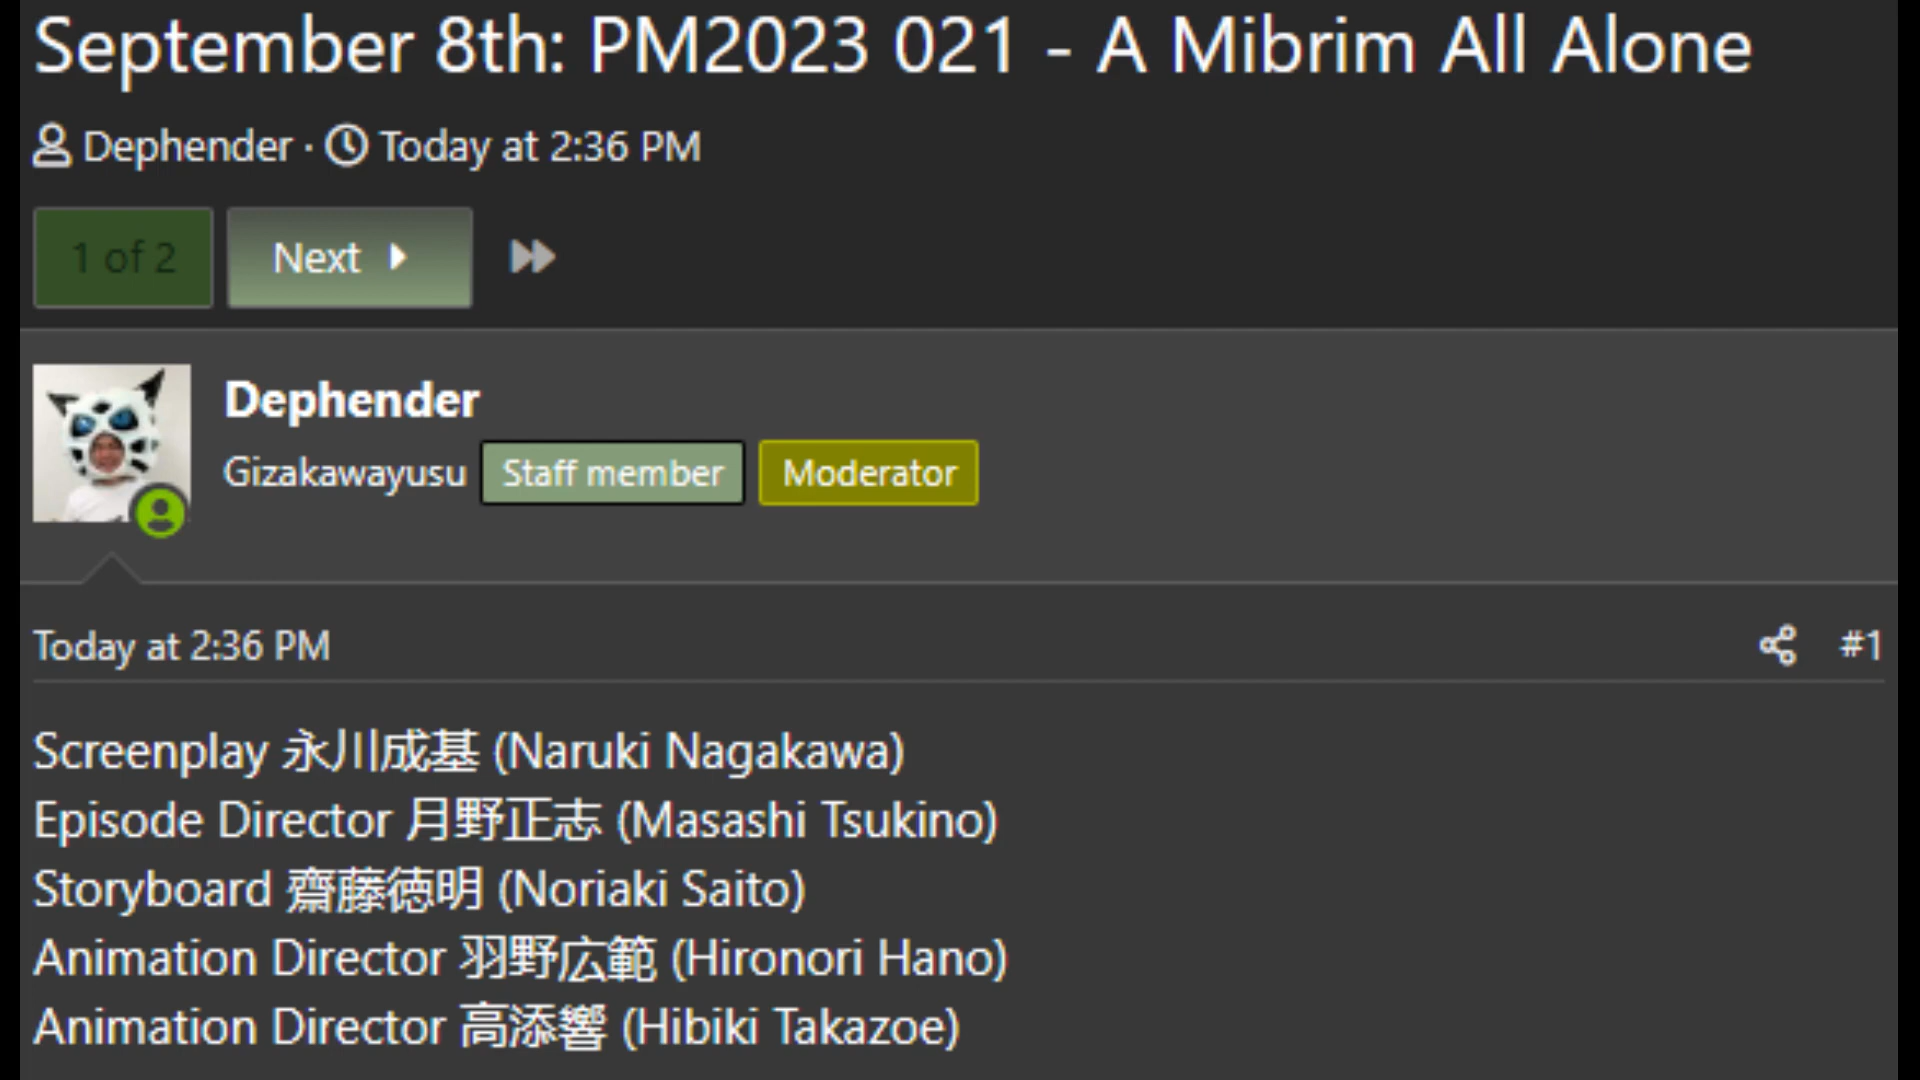 September 8th: PM2023 021 - A Mibrim All Alone
Dephender · Today at 2:36 PM
1 of 2 Next
Dephender
Gizakawayusu Staff member Moderator
Today at 2:36 PM #1
Screenplay 永川成基 (Naruki Nagakawa)
Episode Director 月野正志 (Masashi Tsukino)
Storyboard 齋藤徳明 (Noriaki Saito)
Animation Director 羽野広範 (Hironori Hano)
Animation Director 高添響 (Hibiki Takazoe)